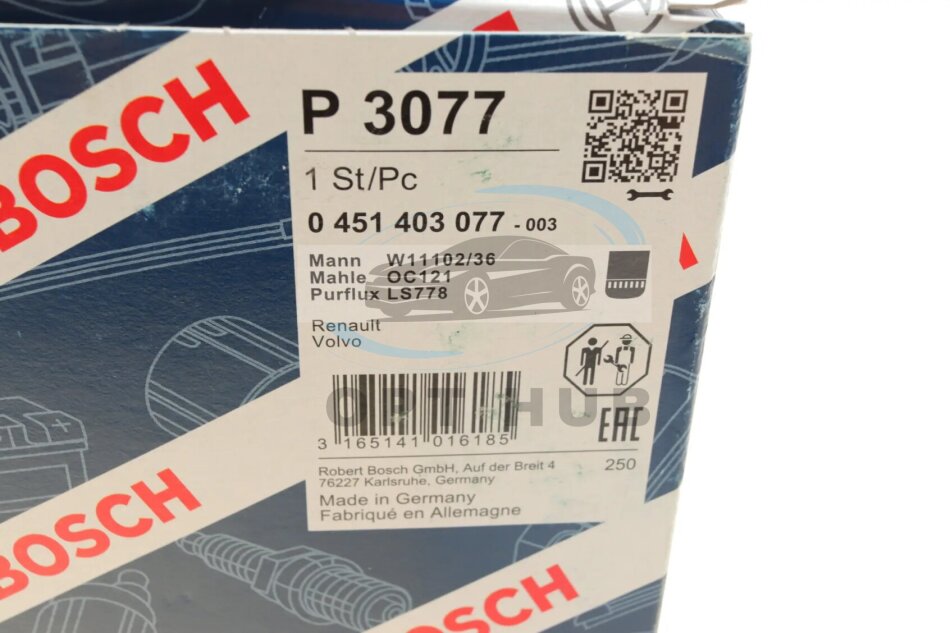 BOSCH
P 3077
1 St/Pc
0 451 403 077 - 003
Mann W11102/36
Mahle OC121
Purflux LS778
Renault
Volvo
OPT HUB
3 165141 016185
EAC
Robert Bosch GmbH, Auf der Breit 4
76227 Karlsruhe, Germany
250
Made in Germany
Fabriqué en Allemagne
BOSCH
BOSCH